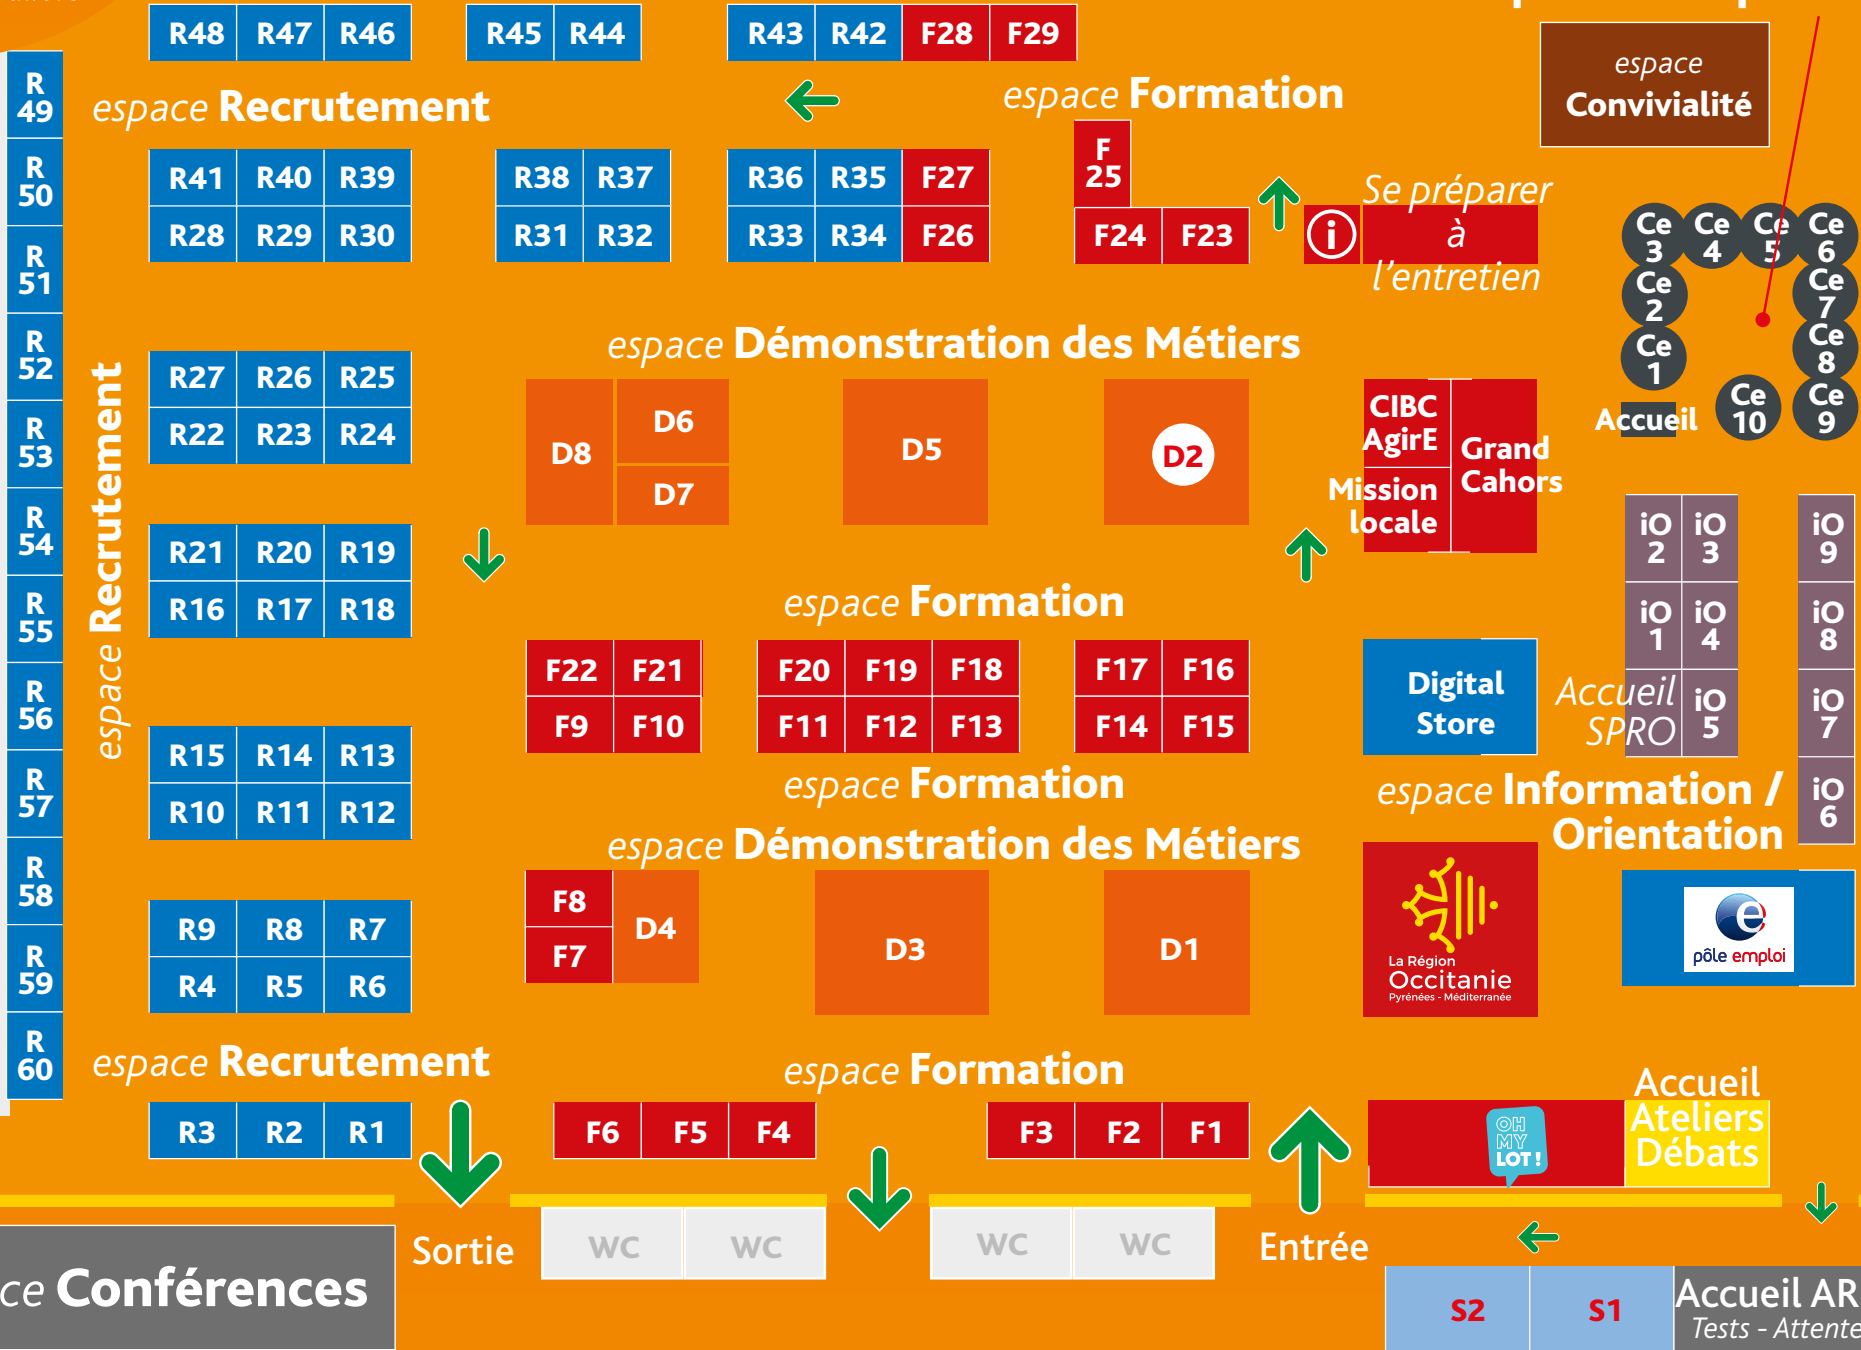 R48 R47 R46 R45 R44 R43 R42 F28 F29
espace Convivialité
R 49
espace Recrutement
espace Formation
R 50
R41 R40 R39 R38 R37 R36 R35 F27 F 25
R28 R29 R30 R31 R32 R33 R34 F26 F24 F23
i
Se préparer
à
l'entretien
Ce 3 Ce 4 Ce 5 Ce 6
Ce 2 Ce 7
Ce 1 Ce 8
Accueil Ce 10 Ce 9
R 51
R 52
espace Démonstration des Métiers
espace Recrutement
R27 R26 R25
R22 R23 R24
D8 D6 D7 D5 D2
CIBC
AgirE
Mission
locale
Grand
Cahors
R 53
R 54
R21 R20 R19
R16 R17 R18
iO 2 iO 3 iO 9
iO 1 iO 4 iO 8
Accueil
SPRO
iO 5 iO 7
iO 6
R 55
espace Formation
F22 F21 F20 F19 F18 F17 F16
F9 F10 F11 F12 F13 F14 F15
Digital
Store
R 56
espace Formation
espace Information /
Orientation
R15 R14 R13
R10 R11 R12
R 57
espace Démonstration des Métiers
R 58
F8
F7
D4 D3 D1
La Région
Occitanie
Pyrénées - Méditerranée
e
pôle emploi
R9 R8 R7
R4 R5 R6
R 59
R 60
espace Recrutement
espace Formation
R3 R2 R1 F6 F5 F4 F3 F2 F1
OH
MY
LOT !
Accueil
Ateliers
Débats
Sortie WC WC WC WC Entrée
ce Conférences
S2 S1
Accueil AR
Tests - Attente